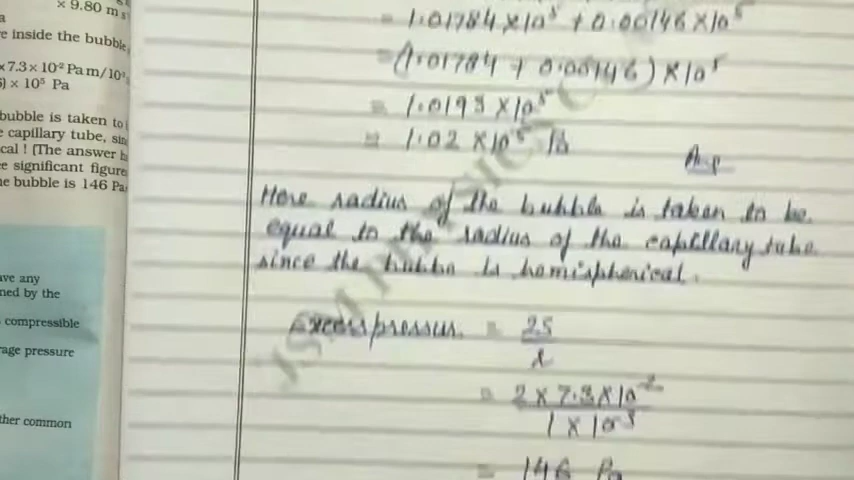 × 9.80 m s
a
e inside the bubble
×7.3× 10⁻² Pa m/10⁻³
) × 10⁵ Pa
bubble is taken to
e capillary tube, sin
cal ! (The answer
e significant figure
e bubble is 146 Pa
ave any
ned by the
compressible
rage pressure
ther common
= 1.01784 × 10⁵ + 0.00146 × 10⁵
= (1.01784 + 0.00146) × 10⁵
= 1.0193 × 10⁵
= 1.02 × 10⁵ Pa
Here radius of the bubble is taken to be
equal to the radius of the capillary tube
since the bubbe is hemispherical.
Excess pressure = 2S
r
= 2 × 7.3 × 10⁻²
1 × 10⁻³
= 146 Pa